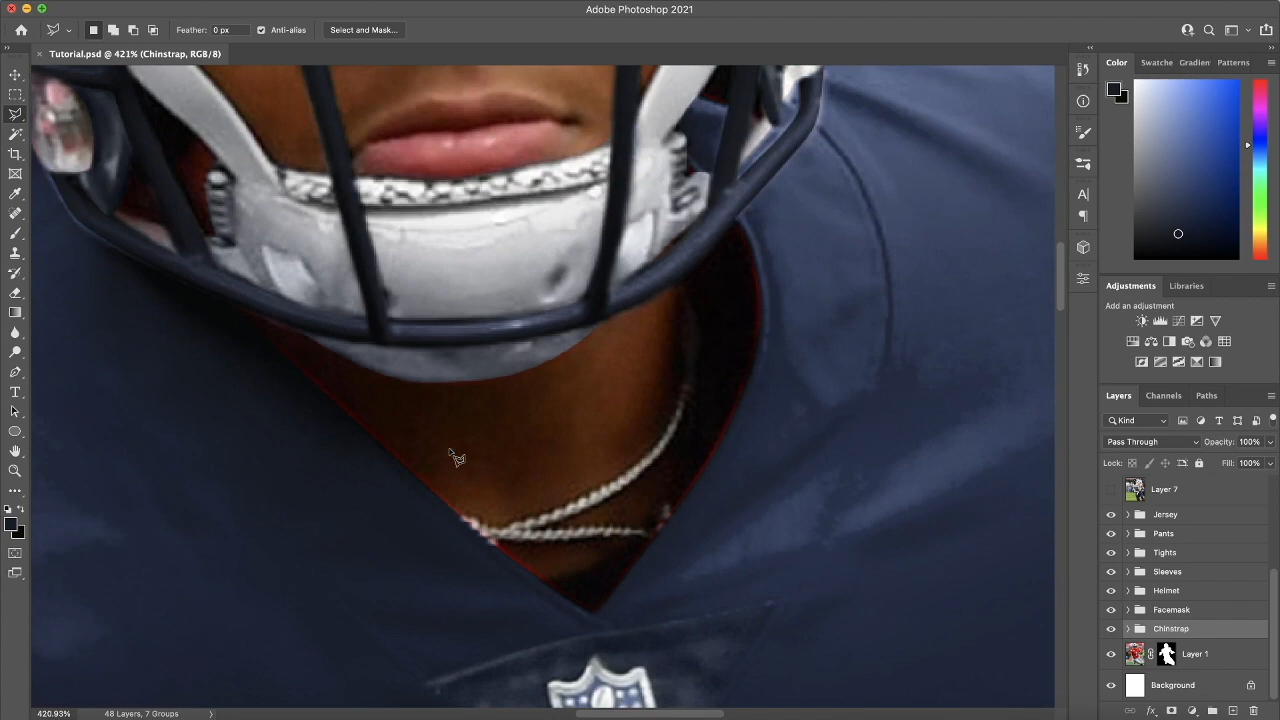 Adobe Photoshop 2021
Feather: 0 px Anti-alias Select and Mask...
Tutorial.psd @ 421% (Chinstrap, RGB/8)
Color Swatche Gradien Patterns
Adjustments Libraries
Add an adjustment
Layers Channels Paths
Kind
Pass Through Opacity: 100%
Lock: Fill: 100%
Layer 7
Jersey
Pants
Tights
Sleeves
Helmet
Facemask
Chinstrap
Layer 1
Background
420.93% 48 Layers, 7 Groups